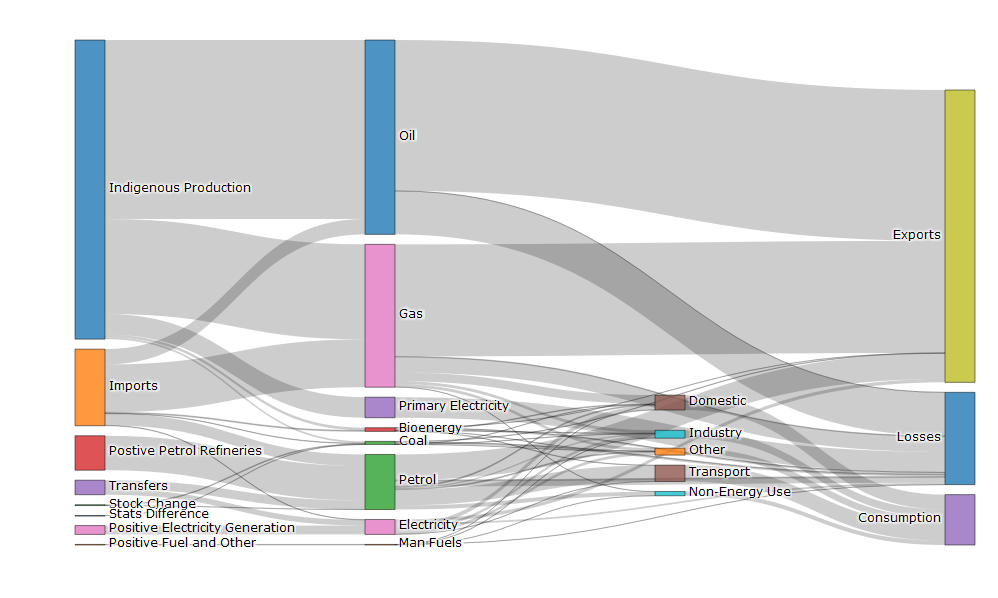 Indigenous Production
Imports
Postive Petrol Refineries
Transfers
Stock Change
Stats Difference
Positive Electricity Generation
Positive Fuel and Other
Oil
Gas
Primary Electricity
Bioenergy
Coal
Petrol
Electricity
Man Fuels
Domestic
Industry
Other
Transport
Non-Energy Use
Exports
Losses
Consumption